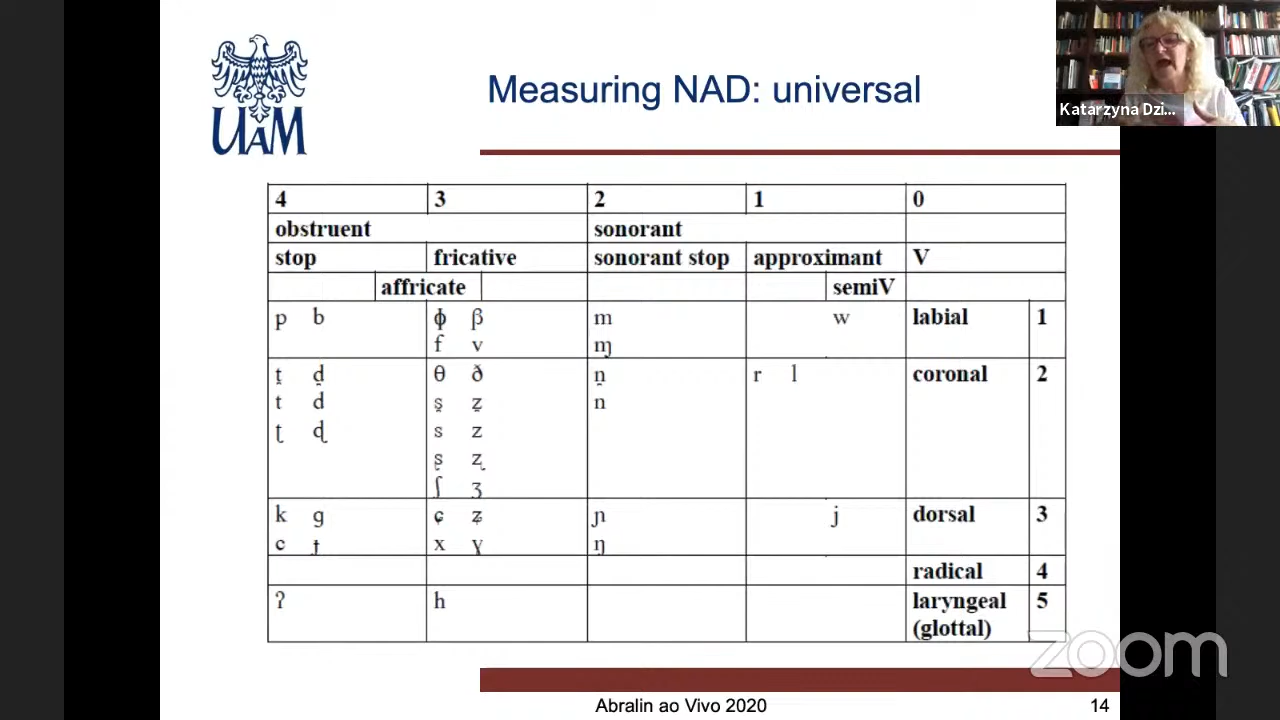 UAM
Measuring NAD: universal
Katarzyna Dzi...
4 3 2 1 0
obstruent sonorant
stop fricative sonorant stop approximant V
affricate semiV
p b ɸ β m w labial 1
f v ɱ
t̪ d̪ θ ð n̪ r l coronal 2
t d s̪ z̪ n
ʈ ɖ s z
ʂ ʐ
ʃ ʒ
k g ɕ ʑ ɲ j dorsal 3
c ɟ x ɣ ŋ
radical 4
ʔ h laryngeal 5
(glottal)
zoom
Abralin ao Vivo 2020 14